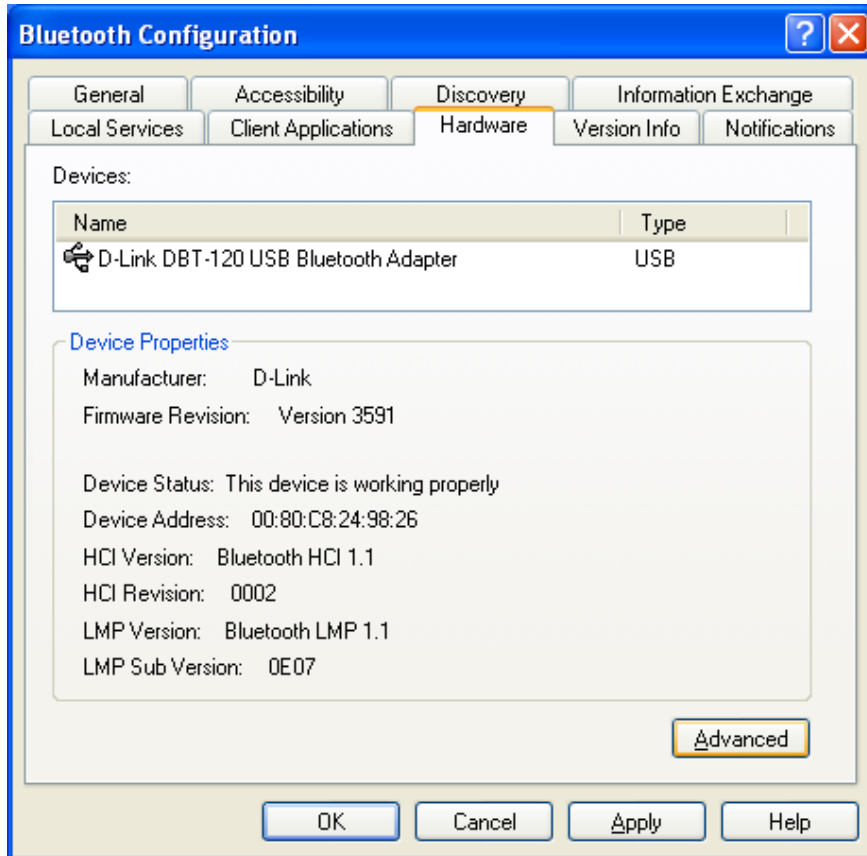 Bluetooth Configuration
General Accessibility Discovery Information Exchange
Local Services Client Applications Hardware Version Info Notifications
Devices:
Name Type
D-Link DBT-120 USB Bluetooth Adapter USB
Device Properties
Manufacturer: D-Link
Firmware Revision: Version 3591
Device Status: This device is working properly
Device Address: 00:80:C8:24:98:26
HCI Version: Bluetooth HCI 1.1
HCI Revision: 0002
LMP Version: Bluetooth LMP 1.1
LMP Sub Version: 0E07
Advanced
OK Cancel Apply Help